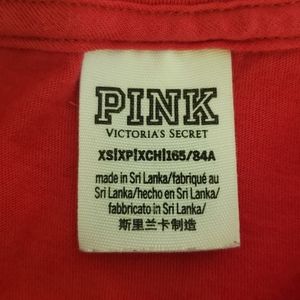 PINK
VICTORIA'S SECRET
XS|XP|XCH|165/84A
made in Sri Lanka/fabriqué au
Sri Lanka/hecho en Sri Lanka/
fabbricato in Sri Lanka/
斯里兰卡制造